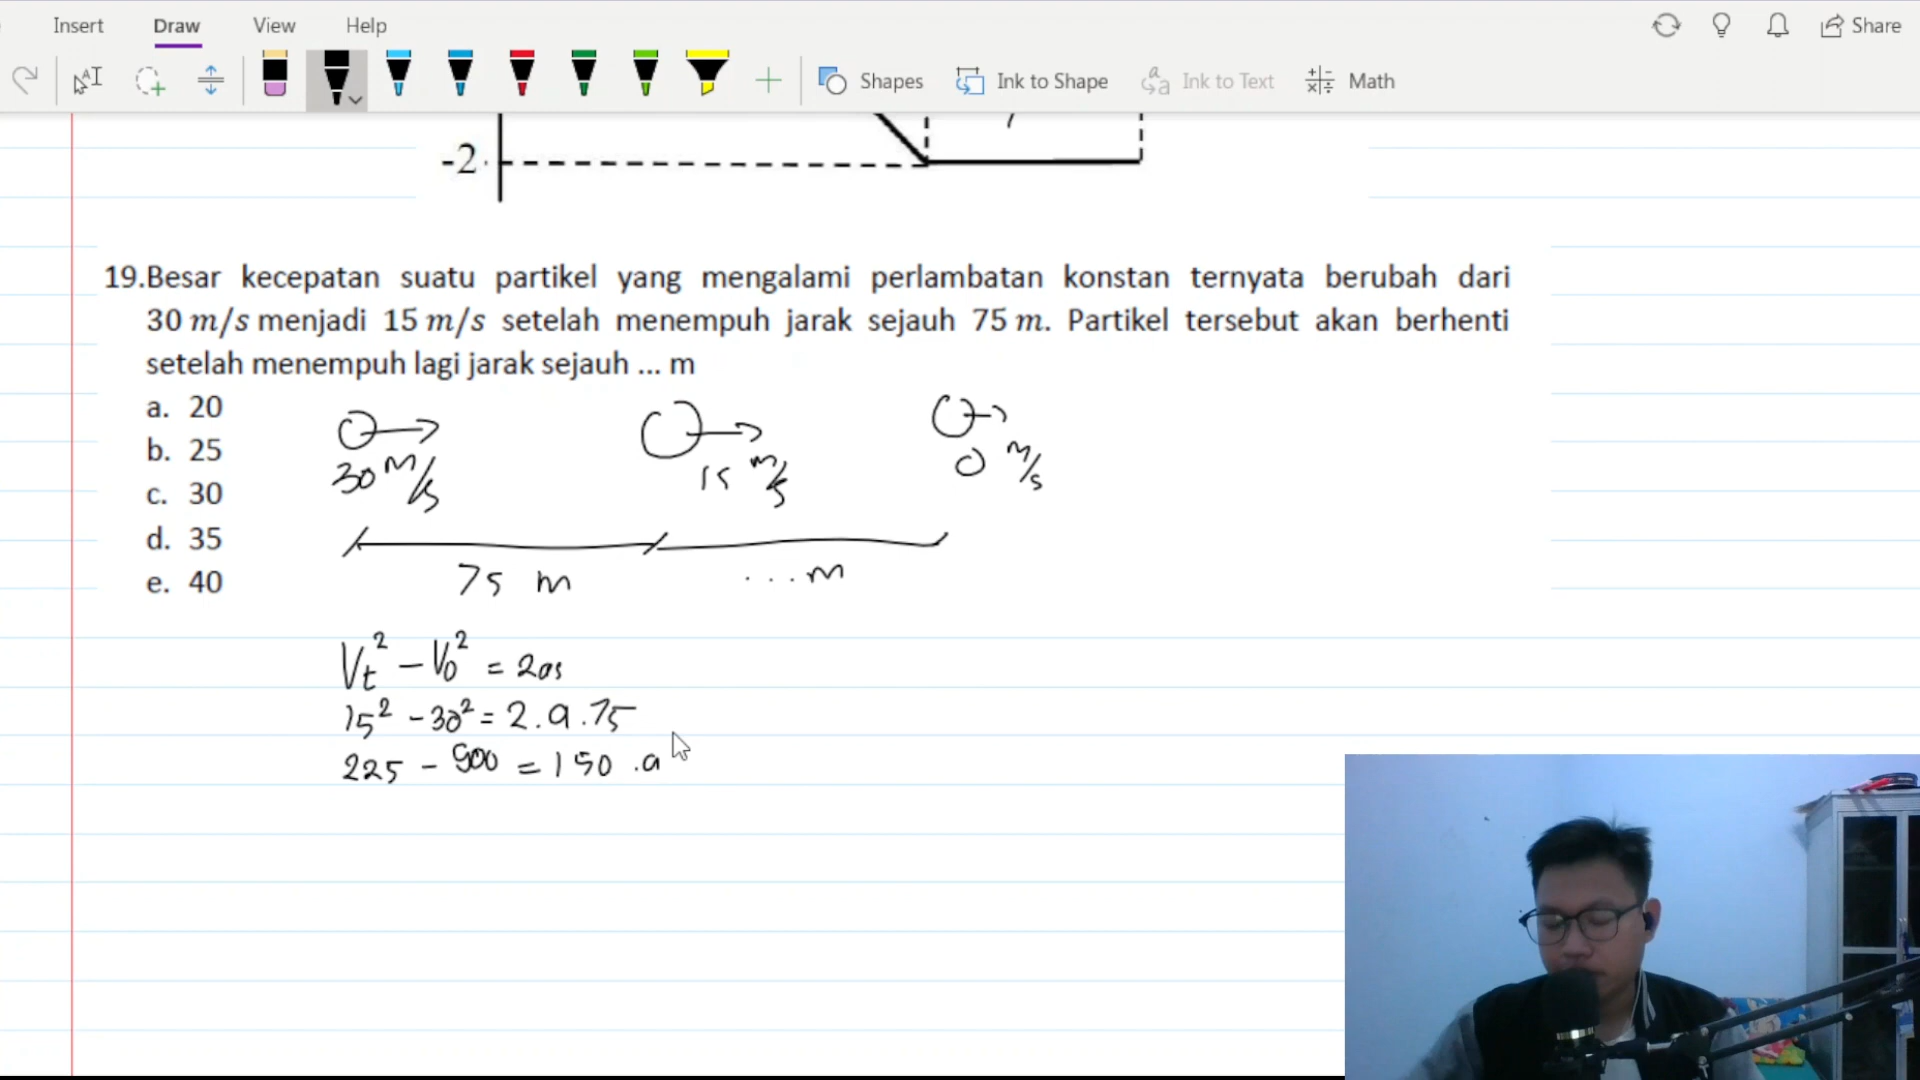 Insert Draw View Help Share
Shapes Ink to Shape Ink to Text Math
-2
19.Besar kecepatan suatu partikel yang mengalami perlambatan konstan ternyata berubah dari
30 m/s menjadi 15 m/s setelah menempuh jarak sejauh 75 m. Partikel tersebut akan berhenti
setelah menempuh lagi jarak sejauh ... m
a. 20
b. 25
c. 30
d. 35
e. 40
30 m/s 15 m/s 0 m/s
75 m ...m
Vt² - V0² = 2as
15² - 30² = 2.a.75
225 - 900 = 150 .a